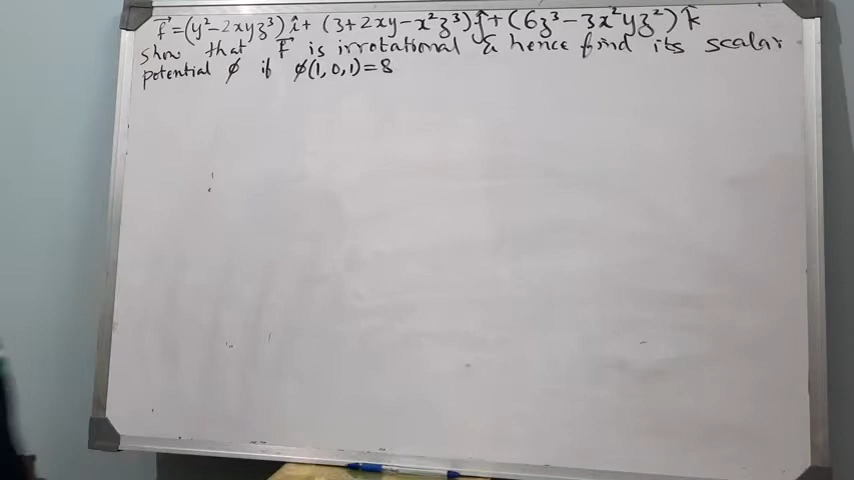 F⃗ = (y² - 2xyz³) î + (3 + 2xy - x²z³) ĵ + (6z³ - 3x²yz²) k̂
show that F⃗ is irrotational & hence find its scalar
potential ϕ if ϕ(1, 0, 1) = 8